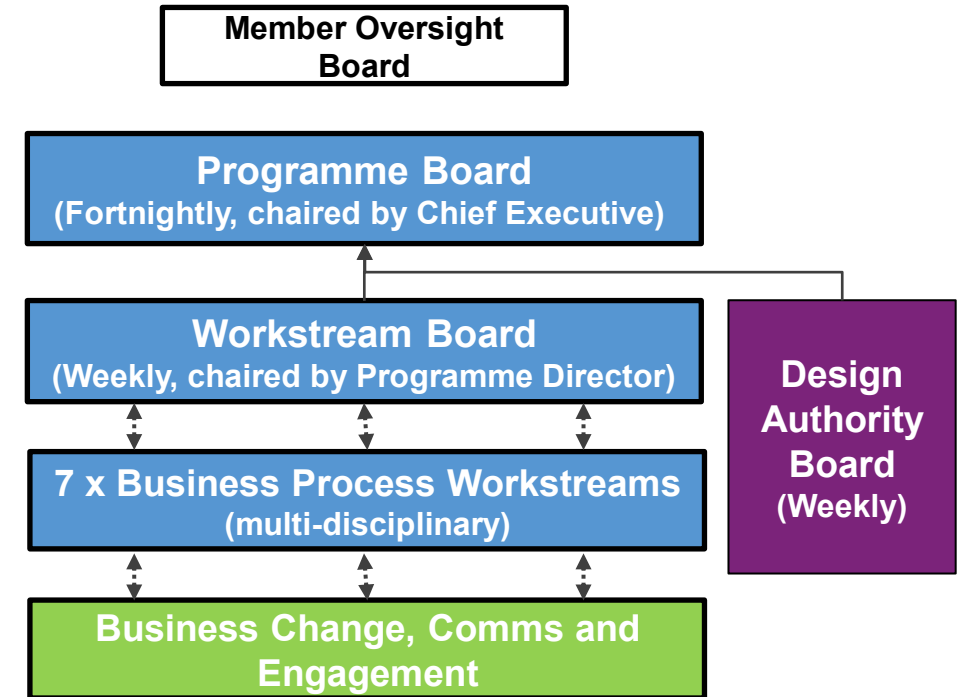 Member Oversight
Board
Programme Board
(Fortnightly, chaired by Chief Executive)
Workstream Board
(Weekly, chaired by Programme Director)
Design
Authority
Board
(Weekly)
7 x Business Process Workstreams
(multi-disciplinary)
Business Change, Comms and
Engagement